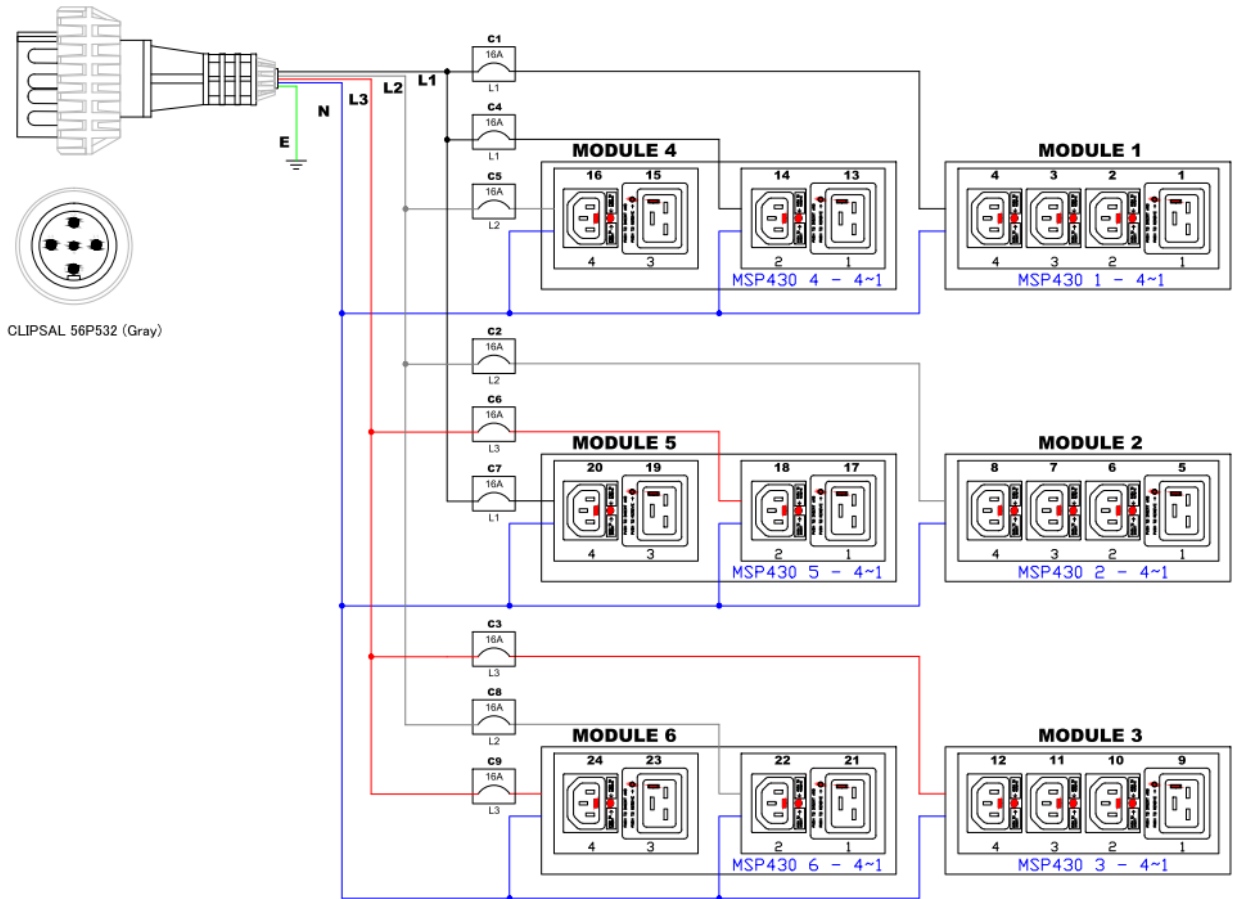 C1
16A
L1
L1
L2
L3
N
E
C4
16A
L1
C5
16A
L2
MODULE 4
16 15 14 13
4 3 2 1
MSP430 4 - 4~1
MODULE 1
4 3 2 1
4 3 2 1
MSP430 1 - 4~1
CLIPSAL 56P532 (Gray)
C2
16A
L2
C6
16A
L3
C7
16A
L1
MODULE 5
20 19 18 17
4 3 2 1
MSP430 5 - 4~1
MODULE 2
8 7 6 5
4 3 2 1
MSP430 2 - 4~1
C3
16A
L3
C8
16A
L2
C9
16A
L3
MODULE 6
24 23 22 21
4 3 2 1
MSP430 6 - 4~1
MODULE 3
12 11 10 9
4 3 2 1
MSP430 3 - 4~1